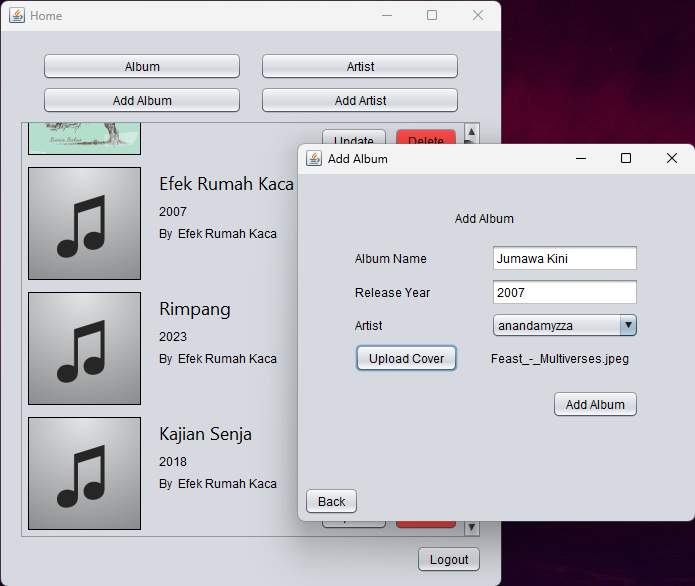 Home
Album
Artist
Add Album
Add Artist
Update
Delete
Efek Rumah Kaca
2007
By Efek Rumah Kaca
Rimpang
2023
By Efek Rumah Kaca
Kajian Senja
2018
By Efek Rumah Kaca
Logout
Add Album
Add Album
Album Name
Jumawa Kini
Release Year
2007
Artist
anandamyzza
Upload Cover
Feast_-_Multiverses.jpeg
Add Album
Back